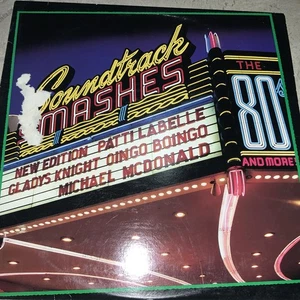 Soundtrack
SMASHES
THE
80's
AND MORE
NEW EDITION PATTI LABELLE
GLADYS KNIGHT OINGO BOINGO
MICHAEL MCDONALD